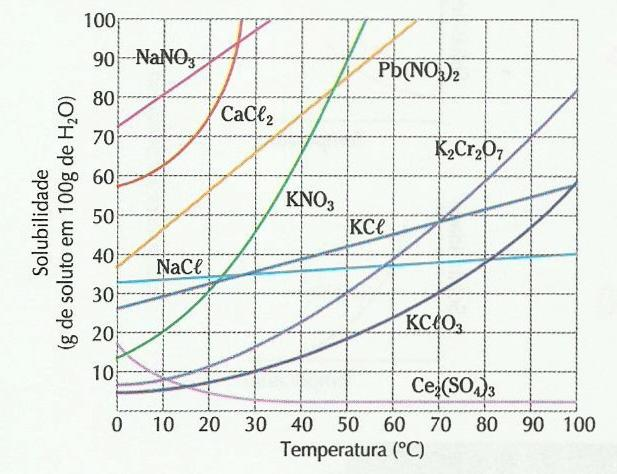 Solubilidade
(g de soluto em 100g de H₂O)
100
90
80
70
60
50
40
30
20
10
NaNO₃
CaCℓ₂
Pb(NO₃)₂
K₂Cr₂O₇
KNO₃
KCℓ
NaCℓ
KCℓO₃
Ce₂(SO₄)₃
0 10 20 30 40 50 60 70 80 90 100
Temperatura (ºC)